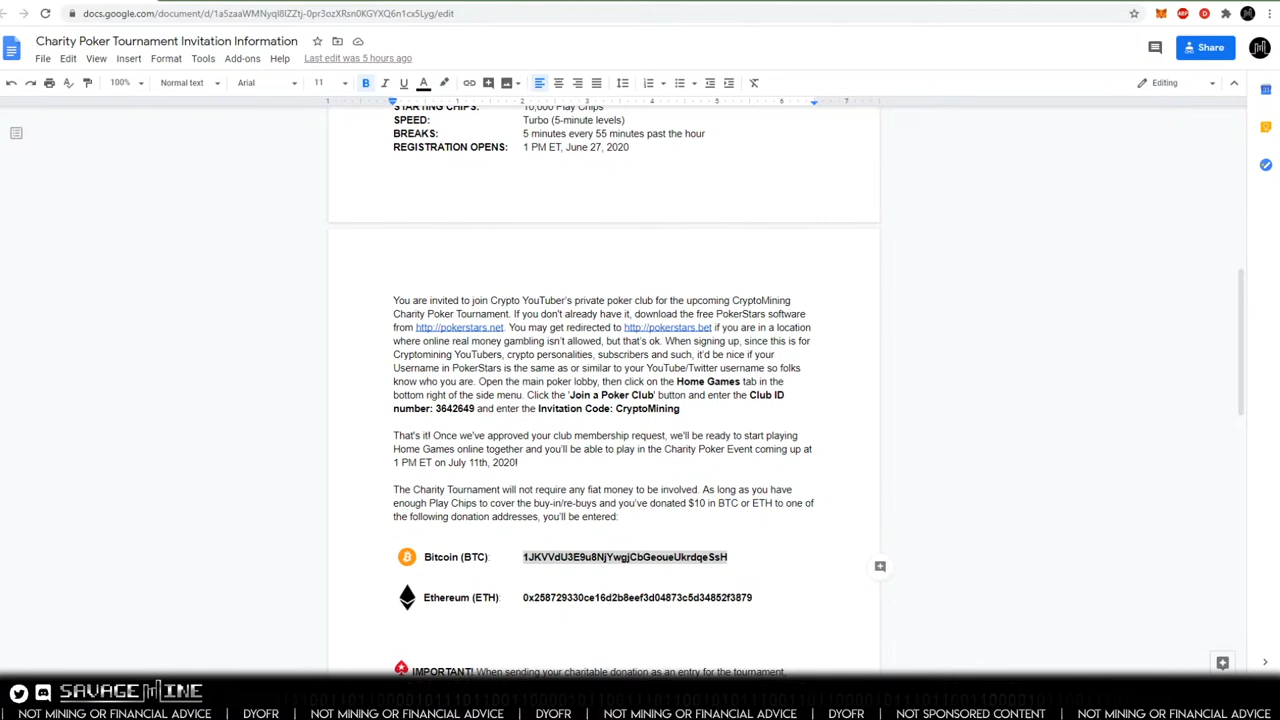 docs.google.com/document/d/1a5zaaWMNyql8lZZtj-0pr3ozXRsn0KGYXQ6n1cx5Lyg/edit
Charity Poker Tournament Invitation Information
File Edit View Insert Format Tools Add-ons Help Last edit was 5 hours ago
Share
100% Normal text Arial 11 Editing
1 1 2 3 4 5 6 7
STARTING CHIPS: 10,000 Play Chips
SPEED: Turbo (5-minute levels)
BREAKS: 5 minutes every 55 minutes past the hour
REGISTRATION OPENS: 1 PM ET, June 27, 2020
You are invited to join Crypto YouTuber's private poker club for the upcoming CryptoMining
Charity Poker Tournament. If you don't already have it, download the free PokerStars software
from http://pokerstars.net. You may get redirected to http://pokerstars.bet if you are in a location
where online real money gambling isn't allowed, but that's ok. When signing up, since this is for
Cryptomining YouTubers, crypto personalities, subscribers and such, it'd be nice if your
Username in PokerStars is the same as or similar to your YouTube/Twitter username so folks
know who you are. Open the main poker lobby, then click on the Home Games tab in the
bottom right of the side menu. Click the 'Join a Poker Club' button and enter the Club ID
number: 3642649 and enter the Invitation Code: CryptoMining
That's it! Once we've approved your club membership request, we'll be ready to start playing
Home Games online together and you'll be able to play in the Charity Poker Event coming up at
1 PM ET on July 11th, 2020!
The Charity Tournament will not require any fiat money to be involved. As long as you have
enough Play Chips to cover the buy-in/re-buys and you've donated $10 in BTC or ETH to one of
the following donation addresses, you'll be entered:
Bitcoin (BTC): 1JKVVdU3E9u8NjYwgjCbGeoueUkrdqeSsH
Ethereum (ETH): 0x258729330ce16d2b8eef3d04873c5d34852f3879
IMPORTANT! When sending your charitable donation as an entry for the tournament,
SAVAGEMINE
NOT MINING OR FINANCIAL ADVICE | DYOFR | NOT MINING OR FINANCIAL ADVICE | DYOFR | NOT MINING OR FINANCIAL ADVICE | DYOFR | NOT SPONSORED CONTENT | NOT MINING OR FINANCIAL